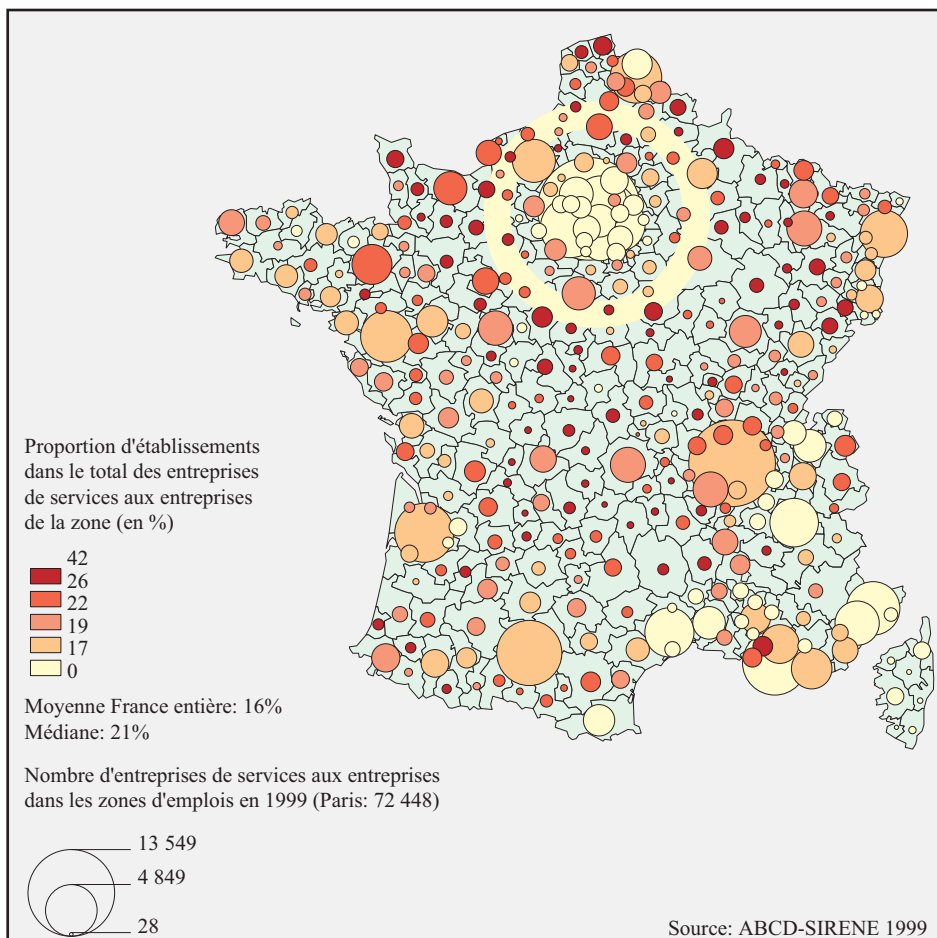 Proportion d'établissements
dans le total des entreprises
de services aux entreprises
de la zone (en %)
42
26
22
19
17
0
Moyenne France entière: 16%
Médiane: 21%
Nombre d'entreprises de services aux entreprises
dans les zones d'emplois en 1999 (Paris: 72 448)
13 549
4 849
28
Source: ABCD-SIRENE 1999